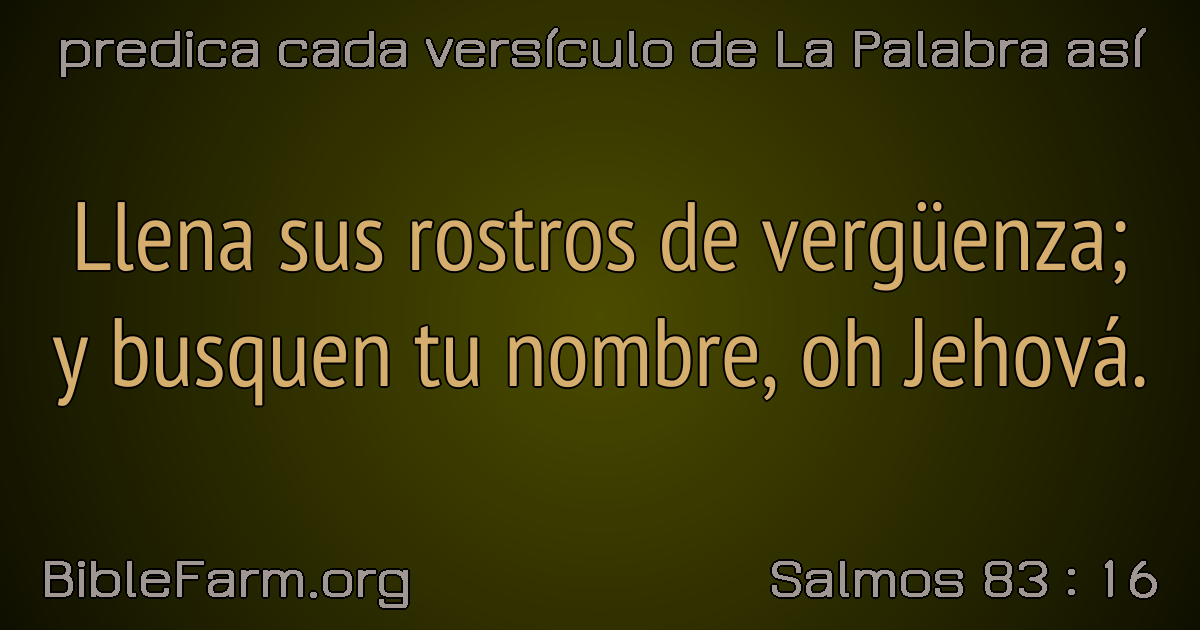 predica cada versículo de La Palabra así
Llena sus rostros de vergüenza;
y busquen tu nombre, oh Jehová.
BibleFarm.org
Salmos 83 : 16